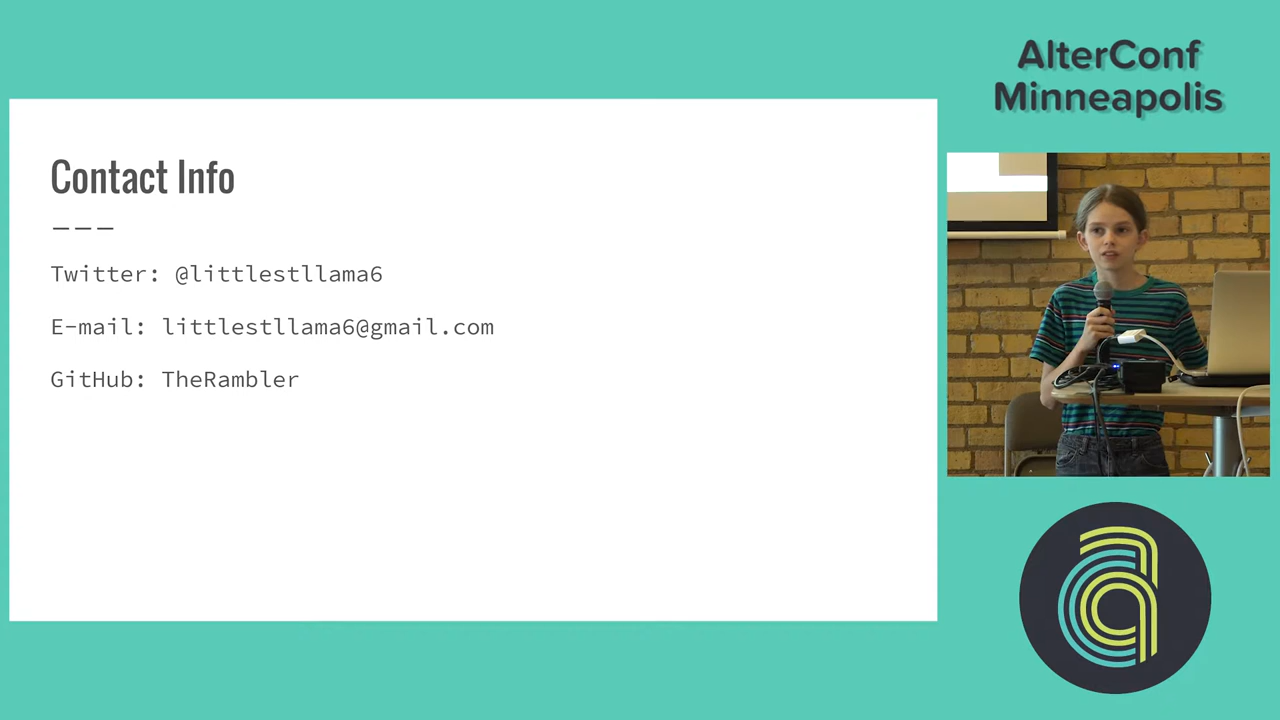 AlterConf
Minneapolis
Contact Info
---
Twitter: @littlestllama6
E-mail: littlestllama6@gmail.com
GitHub: TheRambler